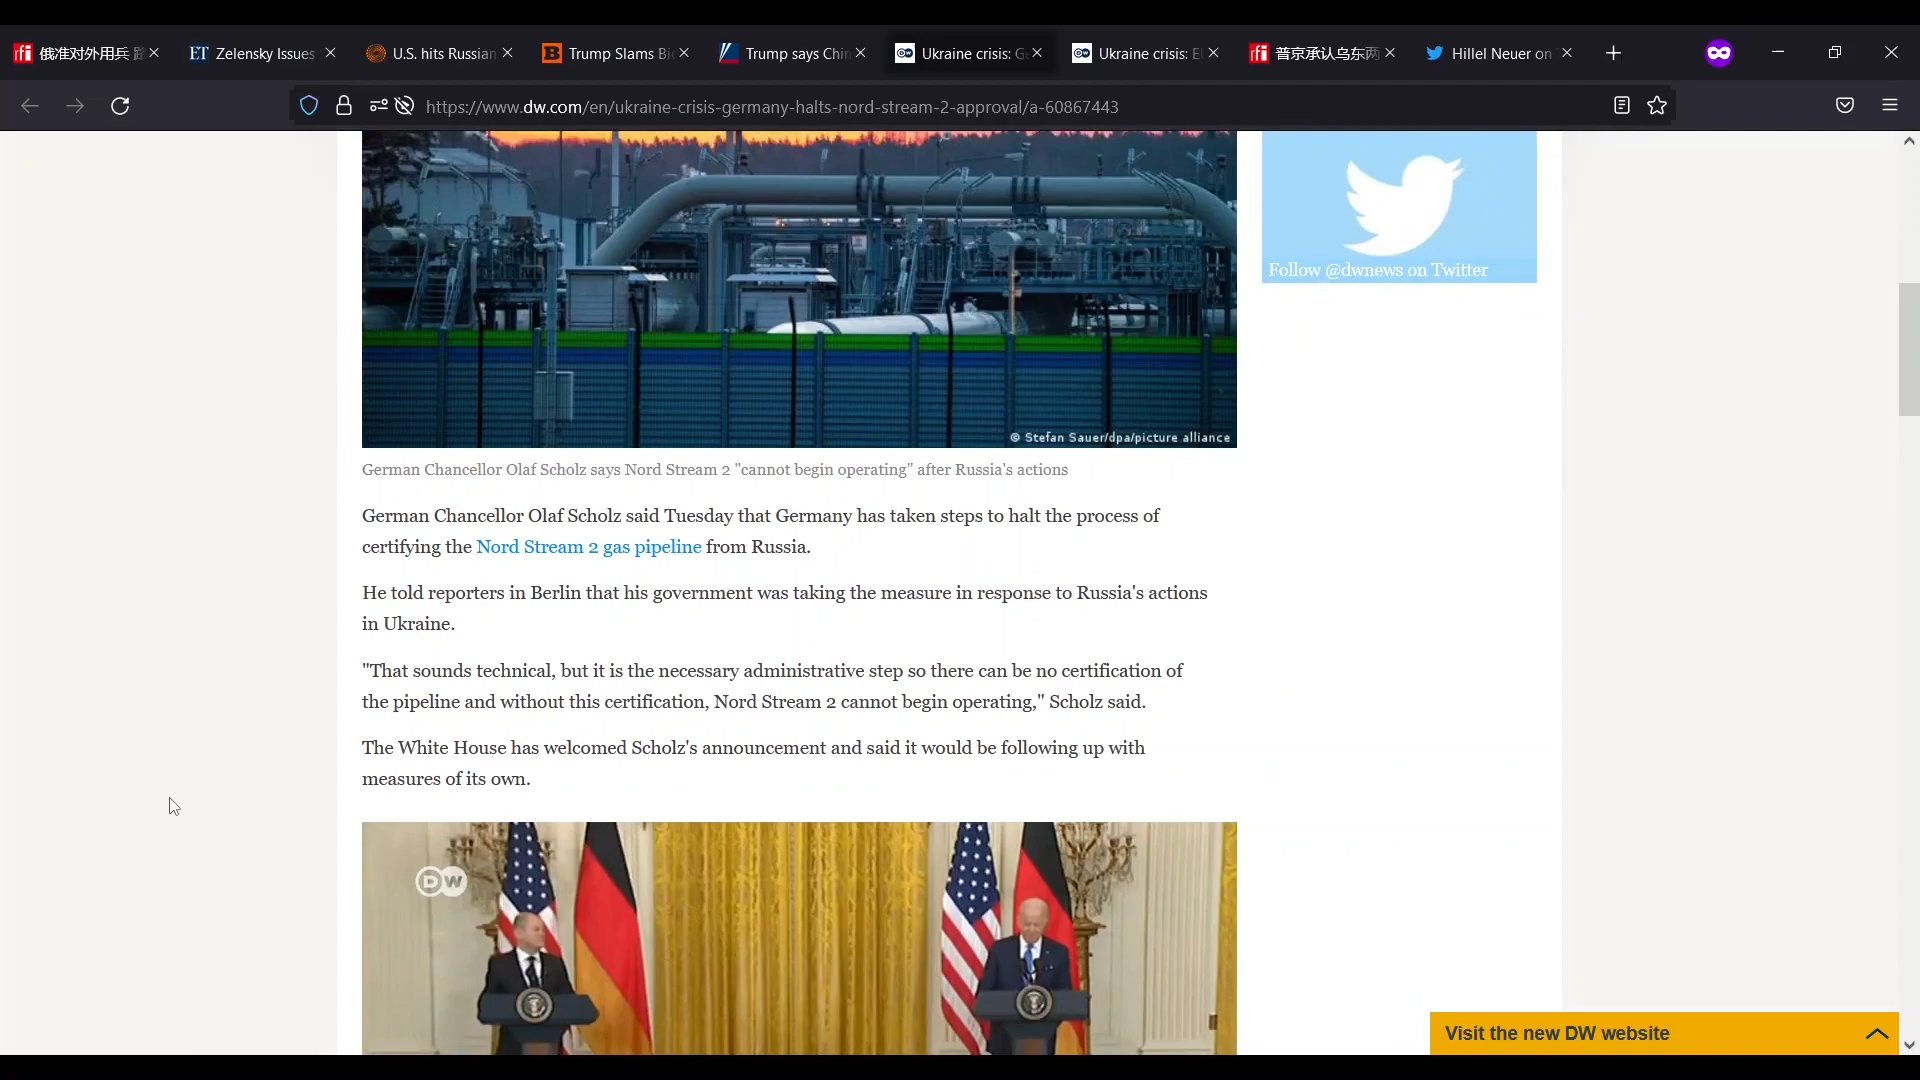 rfi 俄准对外用兵
ET Zelensky Issues
U.S. hits Russian
B Trump Slams Bi
Trump says Chin
Ukraine crisis: G
Ukraine crisis: E
rfi 普京承认乌东两
Hillel Neuer on
https://www.dw.com/en/ukraine-crisis-germany-halts-nord-stream-2-approval/a-60867443
Follow @dwnews on Twitter
© Stefan Sauer/dpa/picture alliance
German Chancellor Olaf Scholz says Nord Stream 2 "cannot begin operating" after Russia's actions
German Chancellor Olaf Scholz said Tuesday that Germany has taken steps to halt the process of
certifying the Nord Stream 2 gas pipeline from Russia.
He told reporters in Berlin that his government was taking the measure in response to Russia's actions
in Ukraine.
"That sounds technical, but it is the necessary administrative step so there can be no certification of
the pipeline and without this certification, Nord Stream 2 cannot begin operating," Scholz said.
The White House has welcomed Scholz's announcement and said it would be following up with
measures of its own.
DW
Visit the new DW website